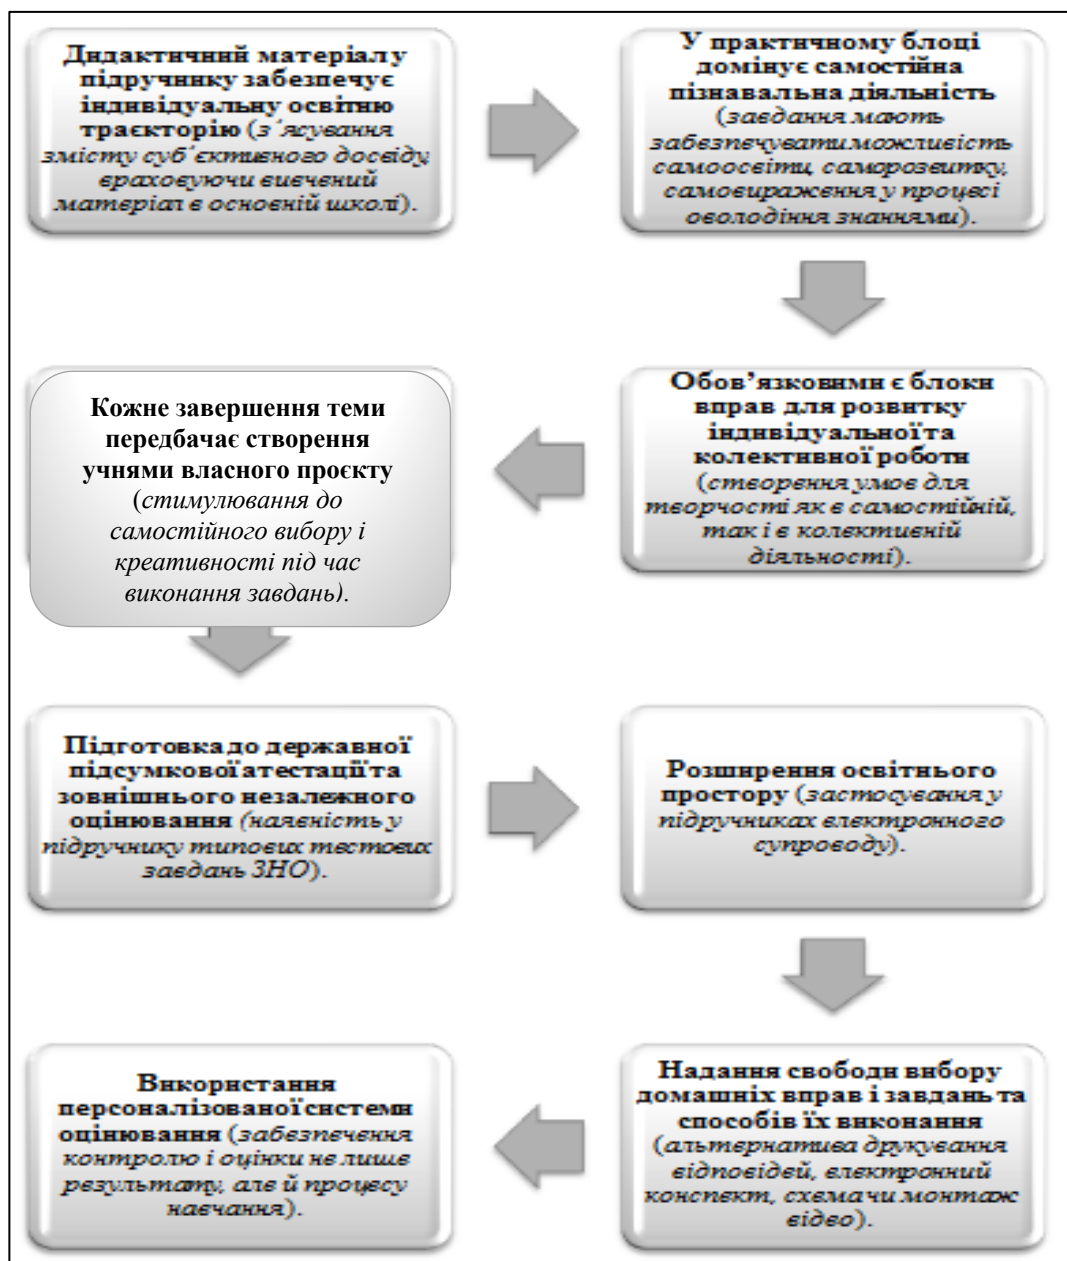 Дидактичний матеріал у
підручнику забезпечує
індивідуальну освітню
траєкторію (з´ясування
змісту суб´єктивного досвіду,
враховуючи вивчений
матеріал в основній школі).
У практичному блоці
домінує самостійна
пізнавальна діяльність
(завдання мають
забезпечувати можливість
самоосвіти, саморозвитку,
самовираження у процесі
оволодіння знаннями).
Обов’язковими є блоки
вправ для розвитку
індивідуальної та
колективної роботи
(створення умов для
творчості як в самостійній,
так і в колективній
діяльності).
Кожне завершення теми
передбачає створення
учнями власного проєкту
(стимулювання до
самостійного вибору і
креативності під час
виконання завдань).
Підготовка до державної
підсумкової атестації та
зовнішнього незалежного
оцінювання (наявність у
підручнику типових тестових
завдань ЗНО).
Розширення освітнього
простору (застосування у
підручниках електронного
супроводу).
Надання свободи вибору
домашніх вправ і завдань та
способів їх виконання
(альтернатива друкування
відповідей, електронний
конспект, схема чи монтаж
відео).
Використання
персоналізованої системи
оцінювання (забезпечення
контролю і оцінки не лише
результату, але й процесу
навчання).